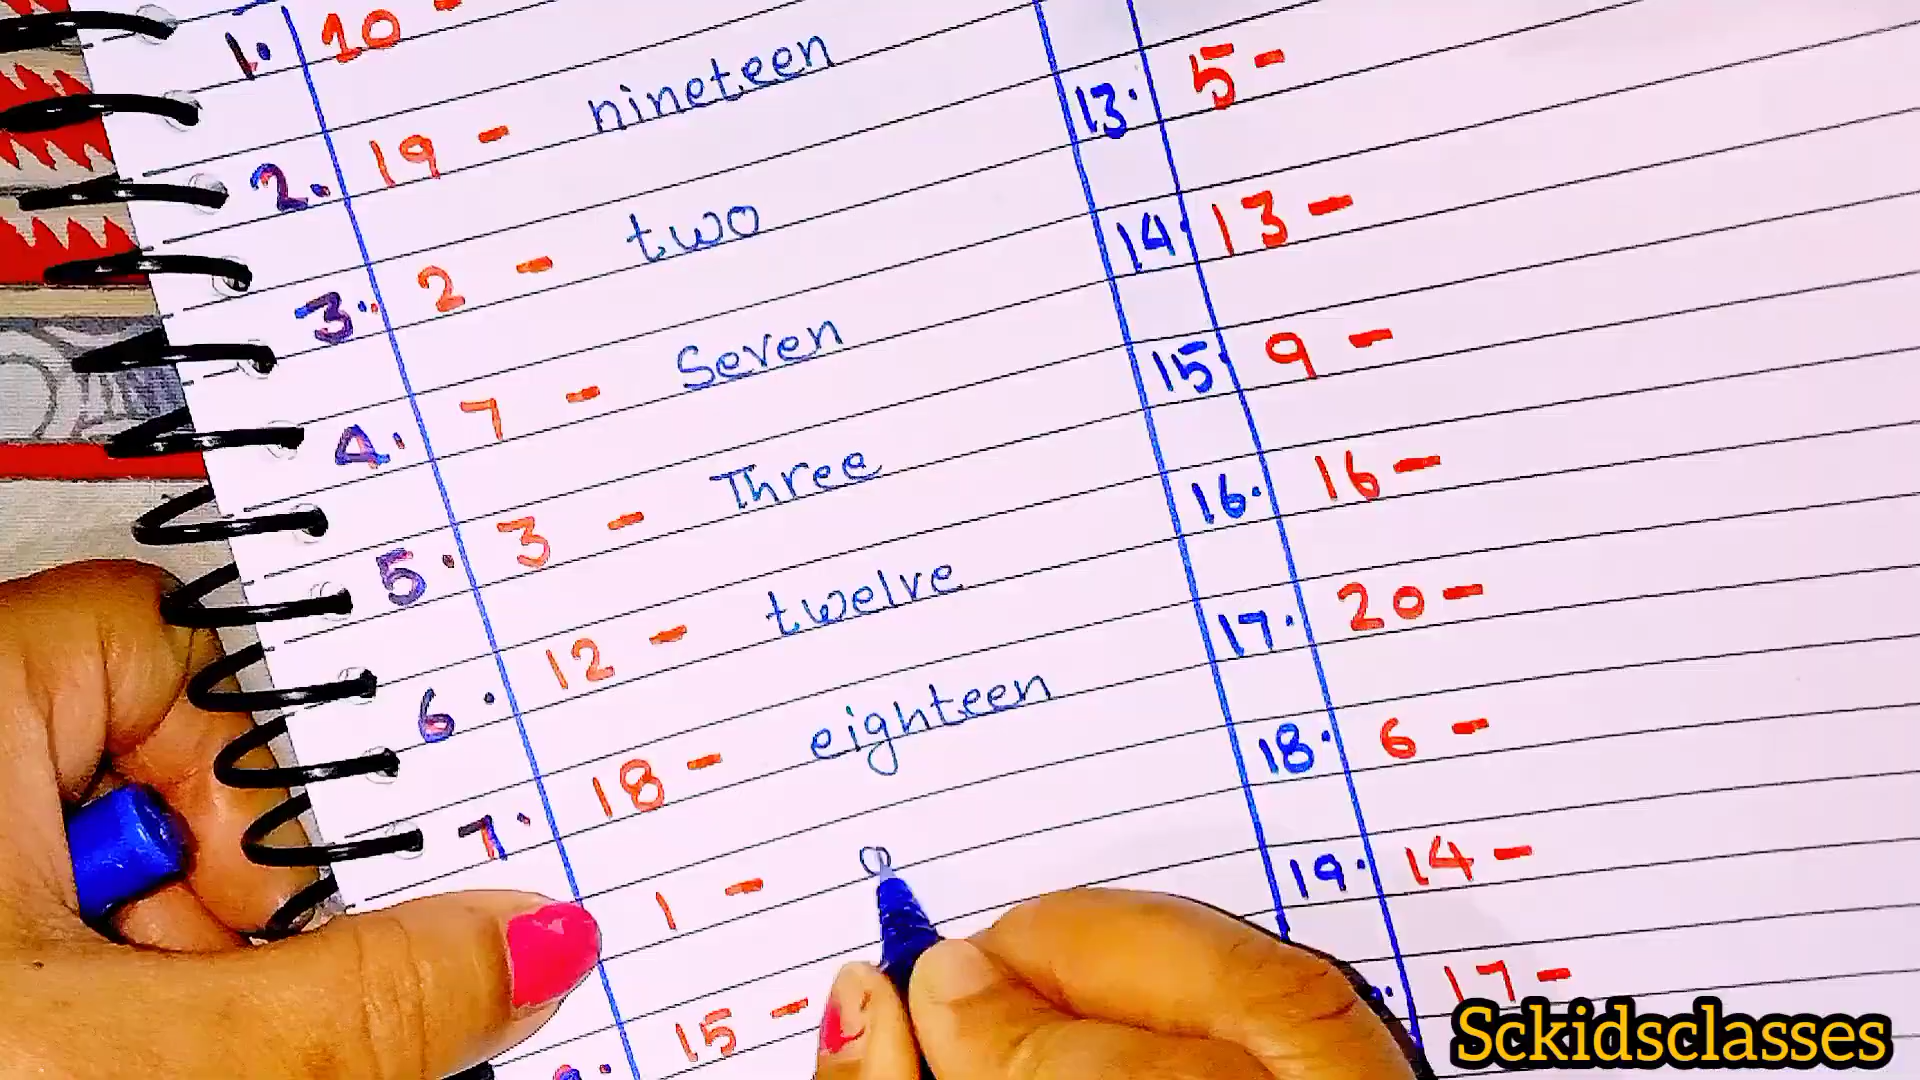 1. 10 -
2. 19 - nineteen
3. 2 - two
4. 7 - Seven
5. 3 - Three
6. 12 - twelve
7. 18 - eighteen
1 - o
15 -
13. 5 -
14. 13 -
15. 9 -
16. 16 -
17. 20 -
18. 6 -
19. 14 -
17 -
Sckidsclasses